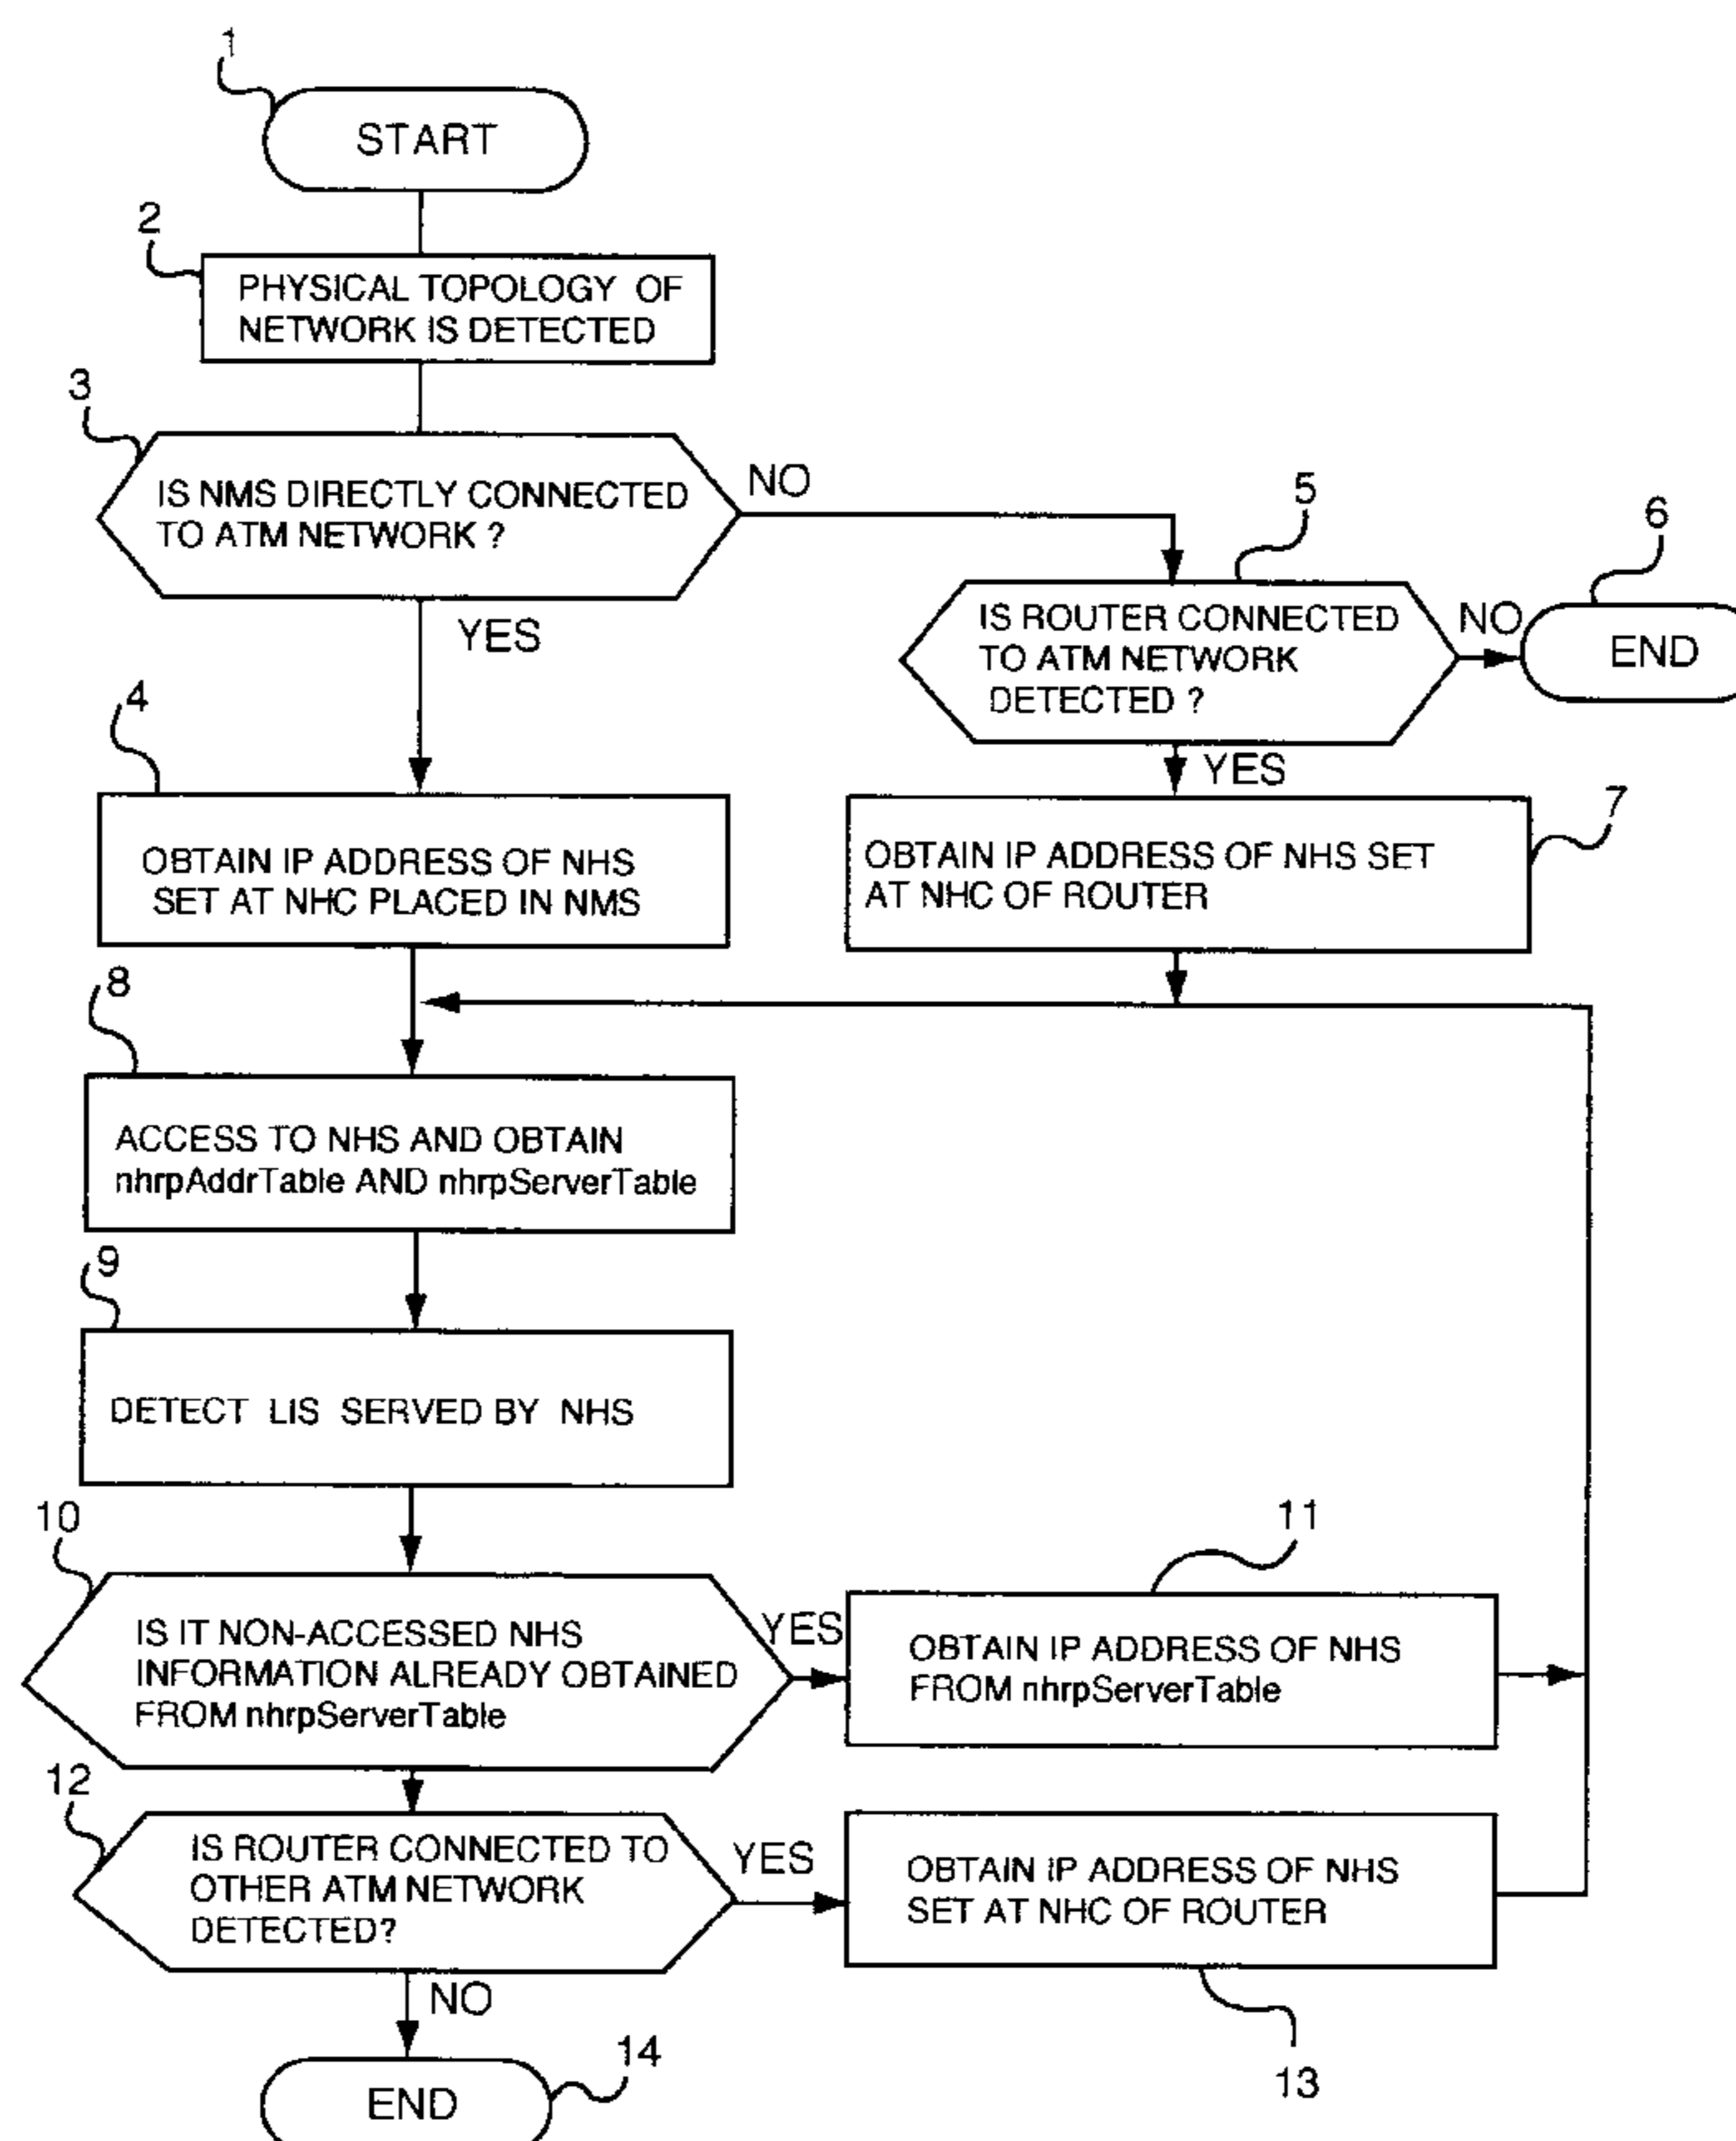 1
START
2
PHYSICAL TOPOLOGY OF
NETWORK IS DETECTED
3
IS NMS DIRECTLY CONNECTED
TO ATM NETWORK ?
NO
YES
5
IS ROUTER CONNECTED
TO ATM NETWORK
DETECTED ?
NO
6
END
YES
4
OBTAIN IP ADDRESS OF NHS
SET AT NHC PLACED IN NMS
7
OBTAIN IP ADDRESS OF NHS SET
AT NHC OF ROUTER
8
ACCESS TO NHS AND OBTAIN
nhrpAddrTable AND nhrpServerTable
9
DETECT LIS SERVED BY NHS
10
IS IT NON-ACCESSED NHS
INFORMATION ALREADY OBTAINED
FROM nhrpServerTable
YES
11
OBTAIN IP ADDRESS OF NHS
FROM nhrpServerTable
12
IS ROUTER CONNECTED TO
OTHER ATM NETWORK
DETECTED?
YES
OBTAIN IP ADDRESS OF NHS
SET AT NHC OF ROUTER
13
NO
END
14